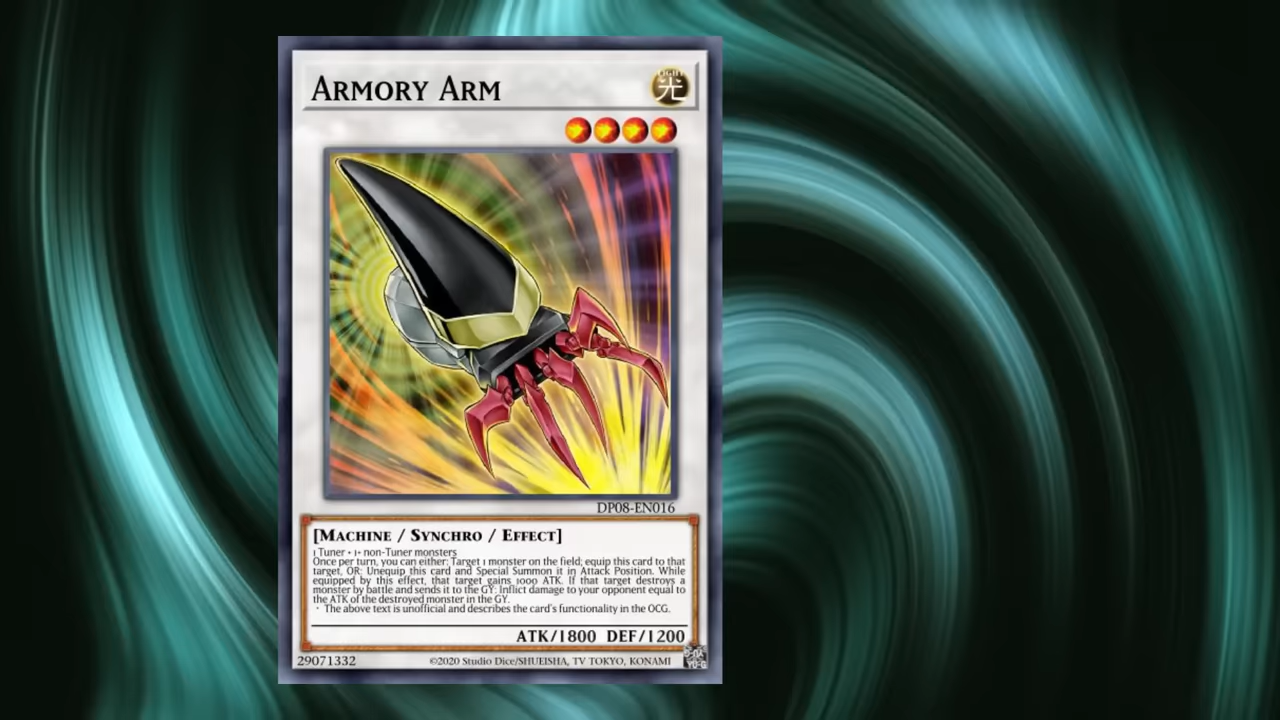 ARMORY ARM
LIGHT
光
DP08-EN016
[MACHINE / SYNCHRO / EFFECT]
1 Tuner + 1+ non-Tuner monsters
Once per turn, you can either: Target 1 monster on the field; equip this card to that
target, OR: Unequip this card and Special Summon it in Attack Position. While
equipped by this effect, that target gains 1000 ATK. If that target destroys a
monster by battle and sends it to the GY: Inflict damage to your opponent equal to
the ATK of the destroyed monster in the GY.
· The above text is unofficial and describes the card's functionality in the OCG.
ATK/1800 DEF/1200
29071332 ©2020 Studio Dice/SHUEISHA, TV TOKYO, KONAMI